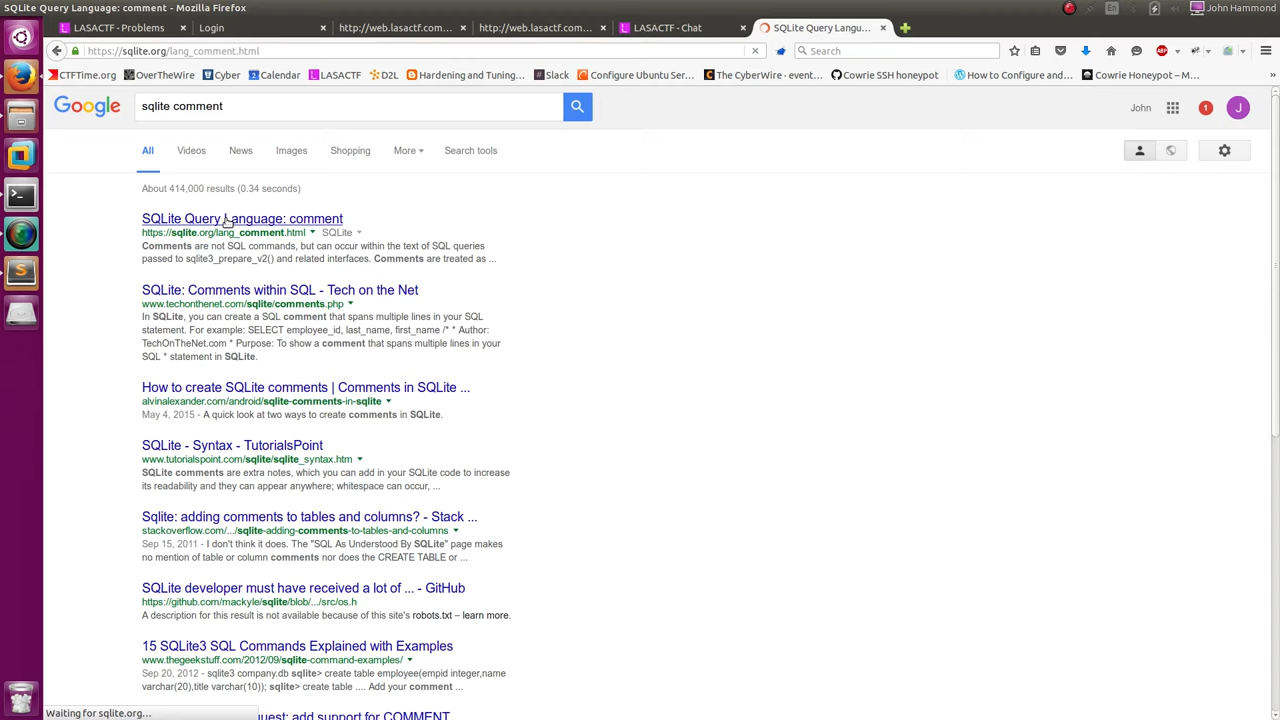 SQLite Query Language: comment - Mozilla Firefox
En
John Hammond
LASACTF - Problems
Login
http://web.lasactf.com...
http://web.lasactf.com...
LASACTF - Chat
SQLite Query Langu...
https://sqlite.org/lang_comment.html
Search
CTFTime.org
OverTheWire
Cyber
Calendar
LASACTF
D2L
Hardening and Tuning...
Slack
Configure Ubuntu Ser...
The CyberWire - event...
Cowrie SSH honeypot
How to Configure and...
Cowrie Honeypot – M...
Google
sqlite comment
John
1
J
All
Videos
News
Images
Shopping
More
Search tools
About 414,000 results (0.34 seconds)
SQLite Query Language: comment
https://sqlite.org/lang_comment.html
SQLite
Comments are not SQL commands, but can occur within the text of SQL queries
passed to sqlite3_prepare_v2() and related interfaces. Comments are treated as ...
SQLite: Comments within SQL - Tech on the Net
www.techonthenet.com/sqlite/comments.php
In SQLite, you can create a SQL comment that spans multiple lines in your SQL
statement. For example: SELECT employee_id, last_name, first_name /* * Author:
TechOnTheNet.com * Purpose: To show a comment that spans multiple lines in your
SQL * statement in SQLite.
How to create SQLite comments | Comments in SQLite ...
alvinalexander.com/android/sqlite-comments-in-sqlite
May 4, 2015 - A quick look at two ways to create comments in SQLite.
SQLite - Syntax - TutorialsPoint
www.tutorialspoint.com/sqlite/sqlite_syntax.htm
SQLite comments are extra notes, which you can add in your SQLite code to increase
its readability and they can appear anywhere; whitespace can occur, ...
Sqlite: adding comments to tables and columns? - Stack ...
stackoverflow.com/.../sqlite-adding-comments-to-tables-and-columns
Sep 15, 2011 - I don't think it does. The "SQL As Understood By SQLite" page makes
no mention of table or column comments nor does the CREATE TABLE or ...
SQLite developer must have received a lot of ... - GitHub
https://github.com/mackyle/sqlite/blob/.../src/os.h
A description for this result is not available because of this site's robots.txt – learn more.
15 SQLite3 SQL Commands Explained with Examples
www.thegeekstuff.com/2012/09/sqlite-command-examples/
Sep 20, 2012 - sqlite3 company.db sqlite> create table employee(empid integer,name
varchar(20),title varchar(10)); sqlite> create table .... Add your comment ...
Waiting for sqlite.org...
uest: add support for COMMENT